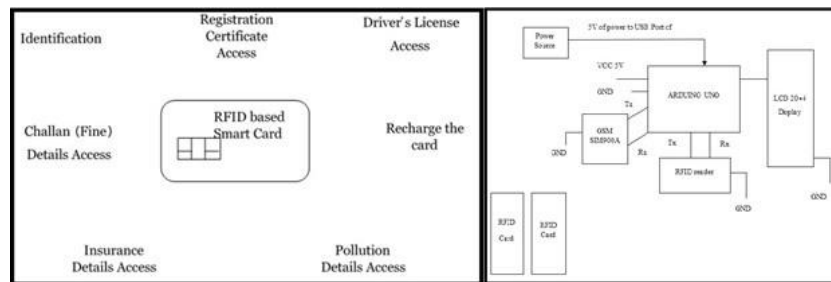 Identification
Registration
Certificate
Access
Driver's License
Access
RFID based
Smart Card
Challan (Fine)
Details Access
Recharge the
card
Insurance
Details Access
Pollution
Details Access
Power
Source
5V of power to USB Port of
VCC 5V
GND
ARDUINO UNO
LCD 20*4
Display
Tx
GSM
SIM900A
GND
Rx
Tx
Rx
RFID reader
GND
GND
RFID
Card
RFID
Card